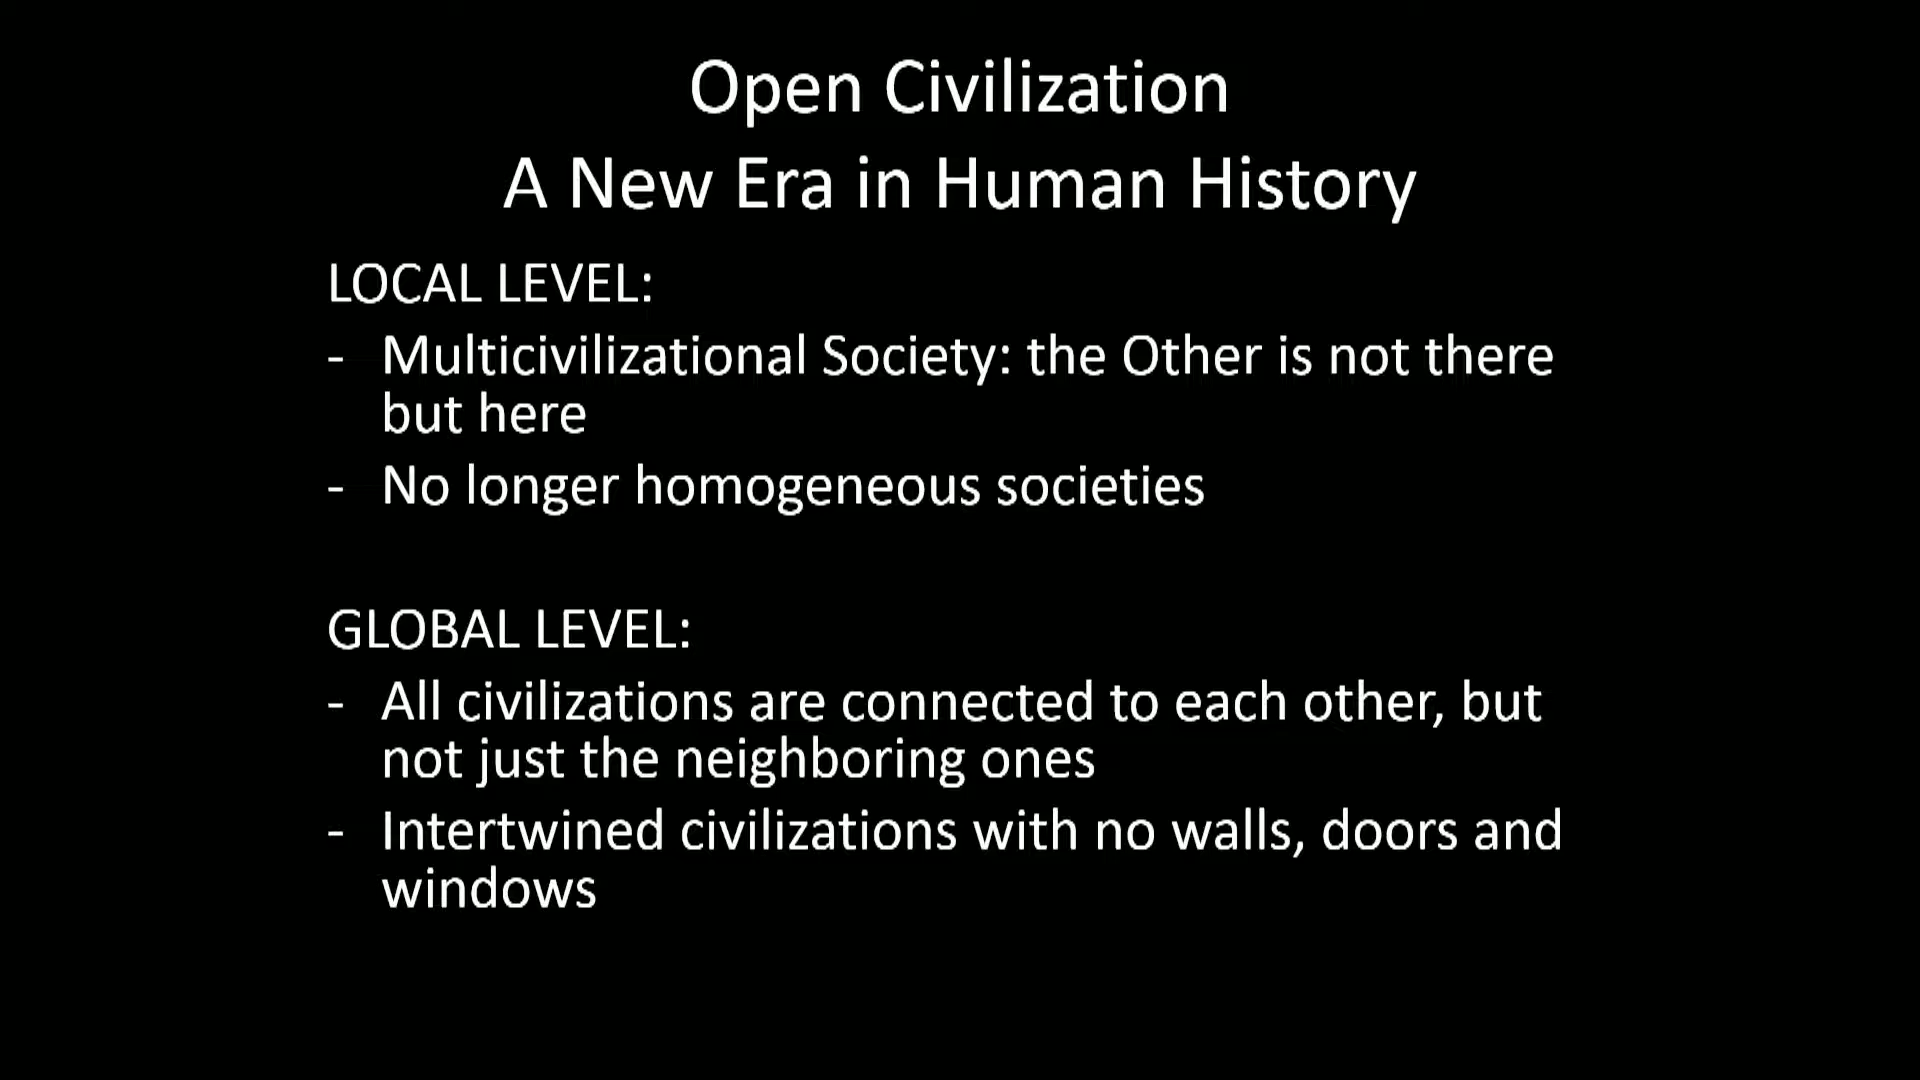 Open Civilization
A New Era in Human History
LOCAL LEVEL:
- Multicivilizational Society: the Other is not there
but here
- No longer homogeneous societies
GLOBAL LEVEL:
- All civilizations are connected to each other, but
not just the neighboring ones
- Intertwined civilizations with no walls, doors and
windows